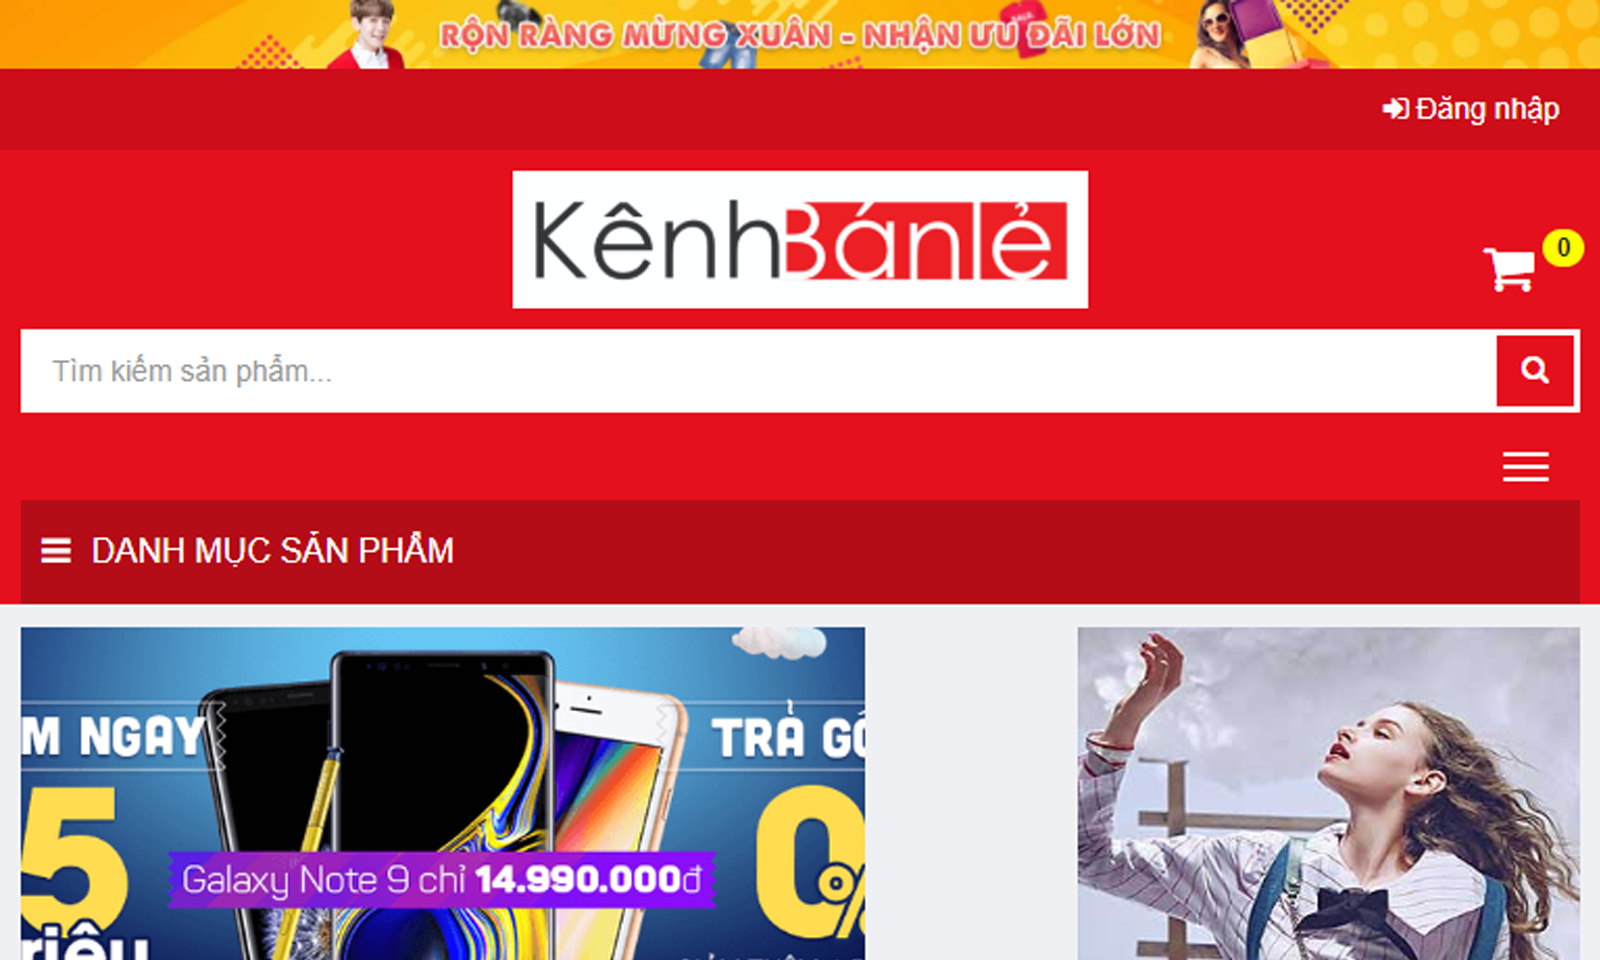 RỘN RÀNG MỪNG XUÂN - NHẬN ƯU ĐÃI LỚN
Đăng nhập
KênhBánlẻ
0
Tìm kiếm sản phẩm...
DANH MỤC SẢN PHẨM
M NGAY
TRẢ GÓ
5
0%
Galaxy Note 9 chỉ 14.990.000đ
riệu